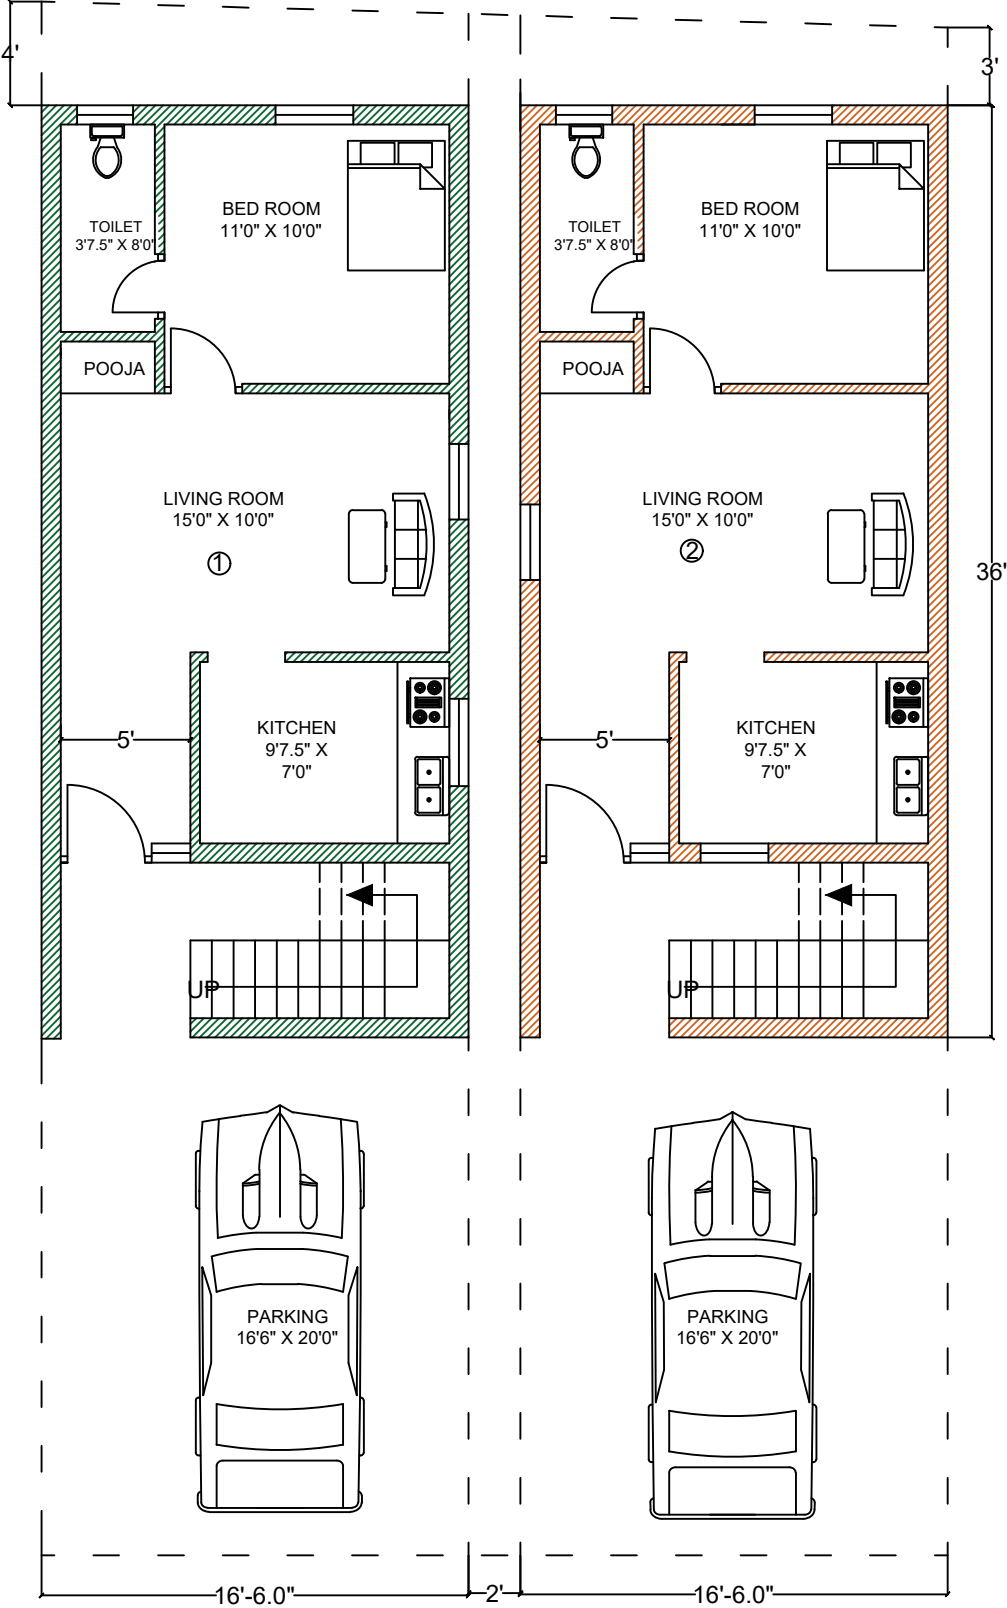 4'
3'
TOILET
3'7.5" X 8'0"
BED ROOM
11'0" X 10'0"
TOILET
3'7.5" X 8'0"
BED ROOM
11'0" X 10'0"
POOJA
POOJA
LIVING ROOM
15'0" X 10'0"
1
LIVING ROOM
15'0" X 10'0"
2
36'
5'
KITCHEN
9'7.5" X
7'0"
5'
KITCHEN
9'7.5" X
7'0"
UP
UP
PARKING
16'6" X 20'0"
PARKING
16'6" X 20'0"
16'-6.0"
2'
16'-6.0"